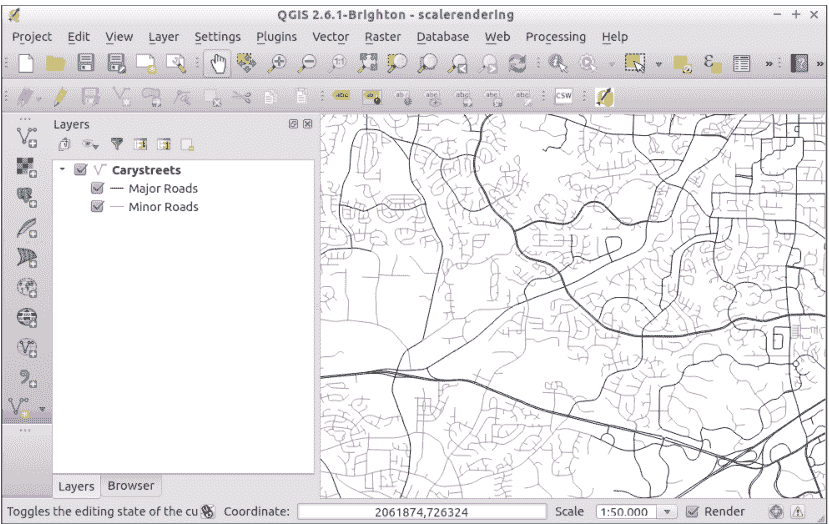 QGIS 2.6.1-Brighton - scalerendering
Project Edit View Layer Settings Plugins Vector Raster Database Web Processing Help
abc
CSW
Layers
Carystreets
Major Roads
Minor Roads
Layers Browser
Toggles the editing state of the cu Coordinate: 2061874,726324 Scale 1:50.000 Render